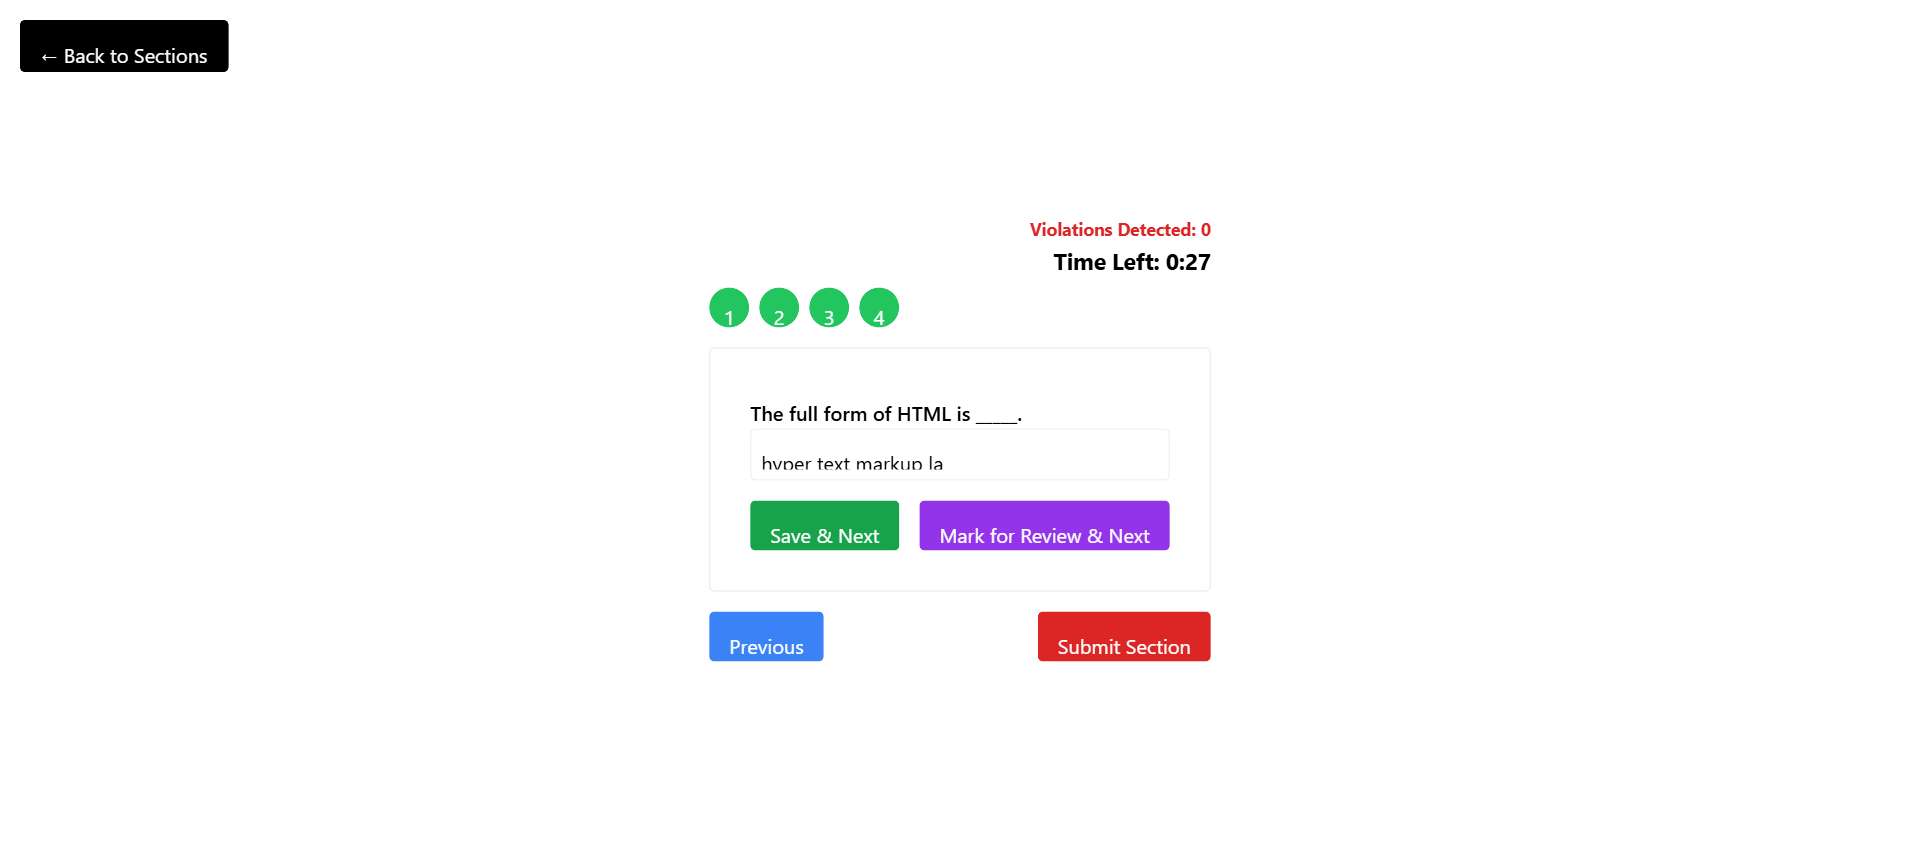 ← Back to Sections
Violations Detected: 0
Time Left: 0:27
1 2 3 4
The full form of HTML is _____.
hyper text markup la
Save & Next
Mark for Review & Next
Previous
Submit Section